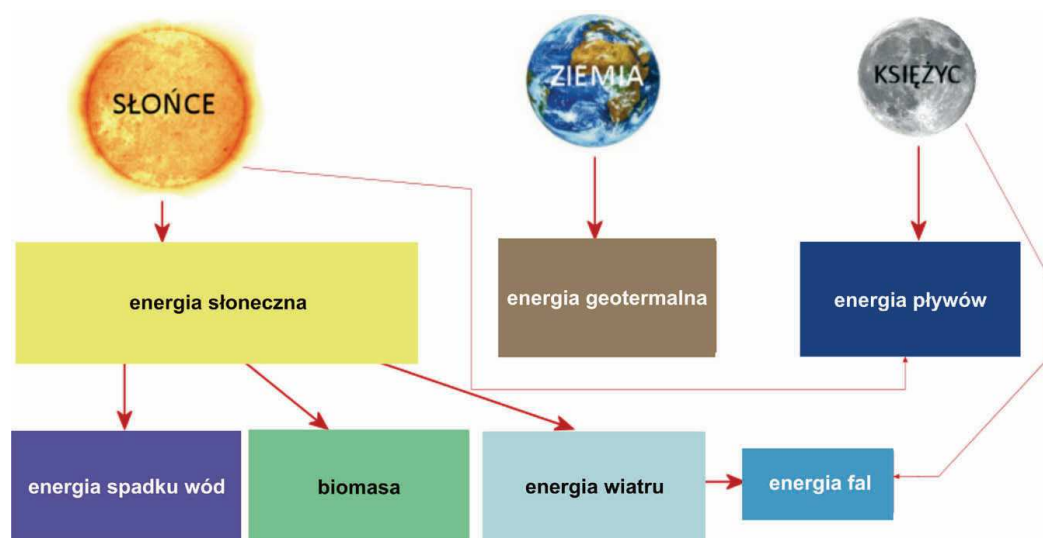 SŁOŃCE
ZIEMIA
KSIĘŻYC
energia słoneczna
energia geotermalna
energia pływów
energia spadku wód
biomasa
energia wiatru
energia fal